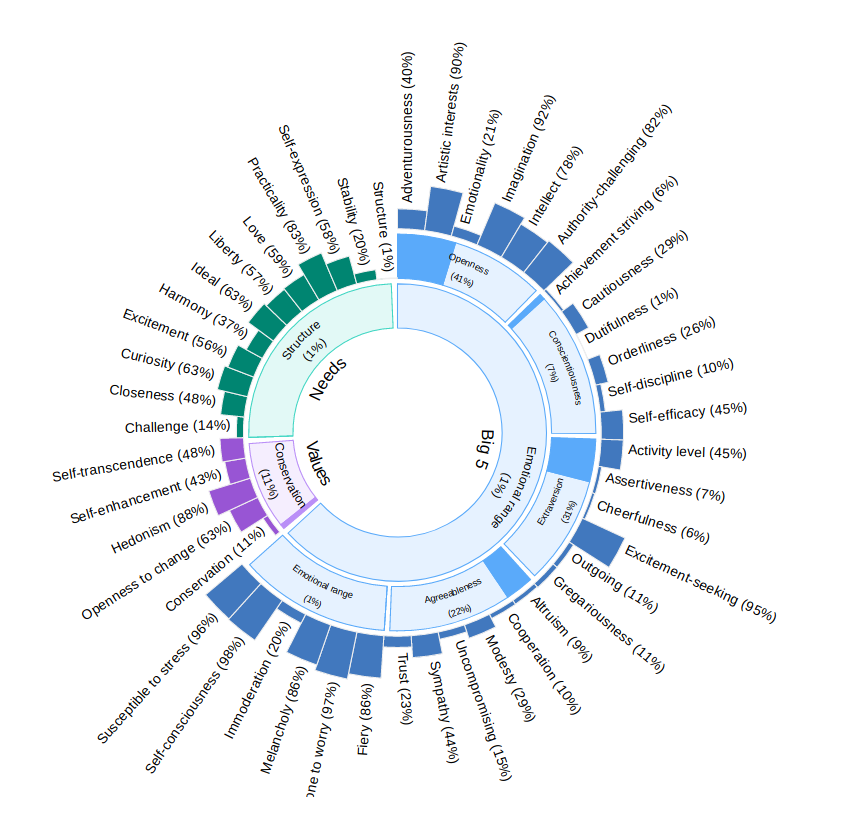 Adventurousness (40%)
Artistic interests (90%)
Emotionality (21%)
Imagination (92%)
Intellect (78%)
Authority-challenging (82%)
Achievement striving (6%)
Cautiousness (29%)
Dutifulness (1%)
Orderliness (26%)
Self-discipline (10%)
Self-efficacy (45%)
Activity level (45%)
Assertiveness (7%)
Cheerfulness (6%)
Excitement-seeking (95%)
Outgoing (11%)
Gregariousness (11%)
Altruism (9%)
Cooperation (10%)
Modesty (29%)
Uncompromising (15%)
Sympathy (44%)
Trust (23%)
Fiery (86%)
one to worry (97%)
Melancholy (86%)
Immoderation (20%)
Self-consciousness (98%)
Susceptible to stress (96%)
Conservation (11%)
Openness to change (63%)
Hedonism (88%)
Self-enhancement (43%)
Self-transcendence (48%)
Challenge (14%)
Closeness (48%)
Curiosity (63%)
Excitement (56%)
Harmony (37%)
Ideal (63%)
Liberty (57%)
Love (59%)
Practicality (83%)
Self-expression (58%)
Stability (20%)
Structure (1%)
Openness
(41%)
Conscientiousness
(7%)
Extraversion
(31%)
Agreeableness
(22%)
Emotional range
(1%)
Emotional range
(1%)
Big 5
Conservation
(11%)
Values
Structure
(1%)
Needs